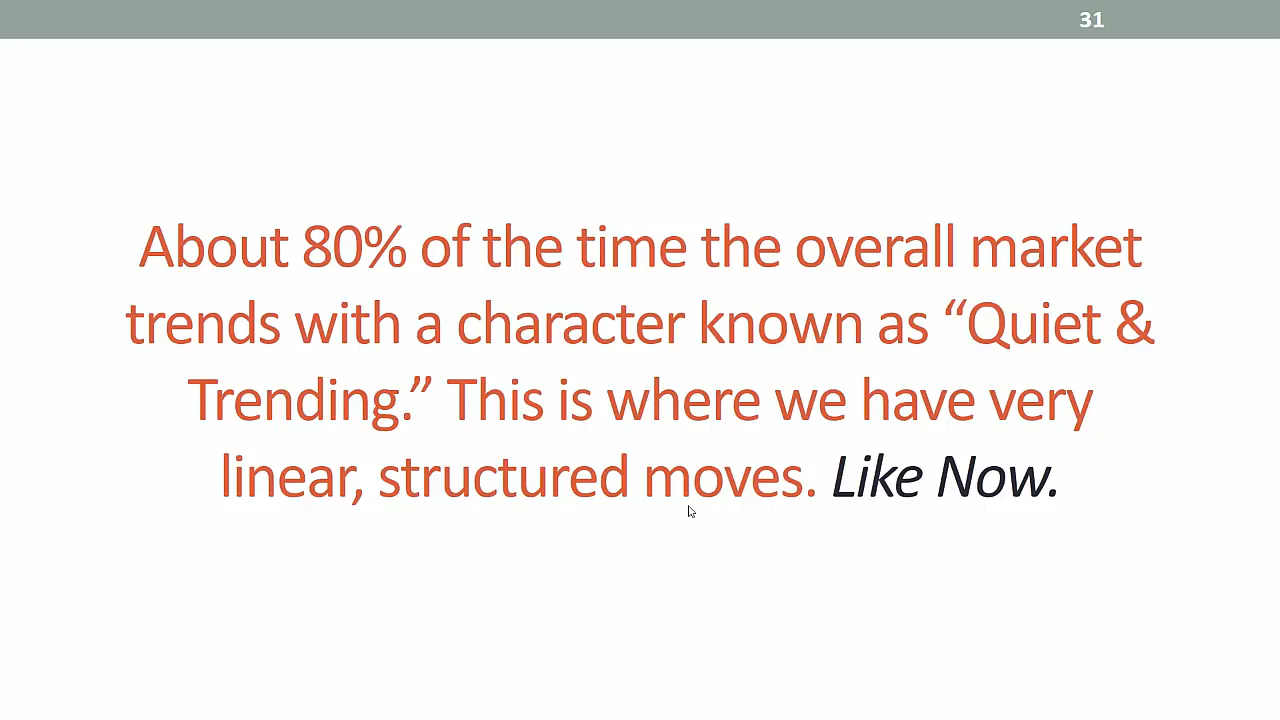 31
About 80% of the time the overall market
trends with a character known as “Quiet &
Trending.” This is where we have very
linear, structured moves. Like Now.